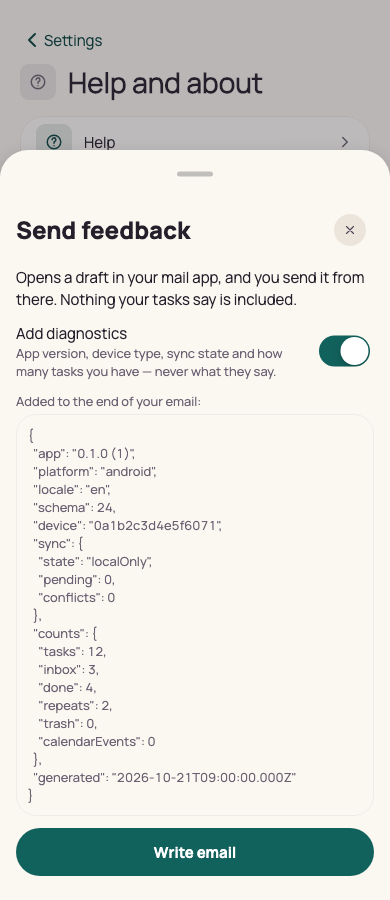 Settings
Help and about
Help
Send feedback
Opens a draft in your mail app, and you send it from
there. Nothing your tasks say is included.
Add diagnostics
App version, device type, sync state and how
many tasks you have — never what they say.
Added to the end of your email:
{
"app": "0.1.0 (1)",
"platform": "android",
"locale": "en",
"schema": 24,
"device": "0a1b2c3d4e5f6071",
"sync": {
"state": "localOnly",
"pending": 0,
"conflicts": 0
},
"counts": {
"tasks": 12,
"inbox": 3,
"done": 4,
"repeats": 2,
"trash": 0,
"calendarEvents": 0
},
"generated": "2026-10-21T09:00:00.000Z"
}
Write email